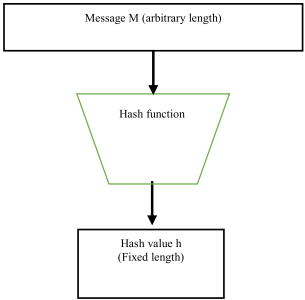 Message M (arbitrary length)
Hash function
Hash value h
(Fixed length)